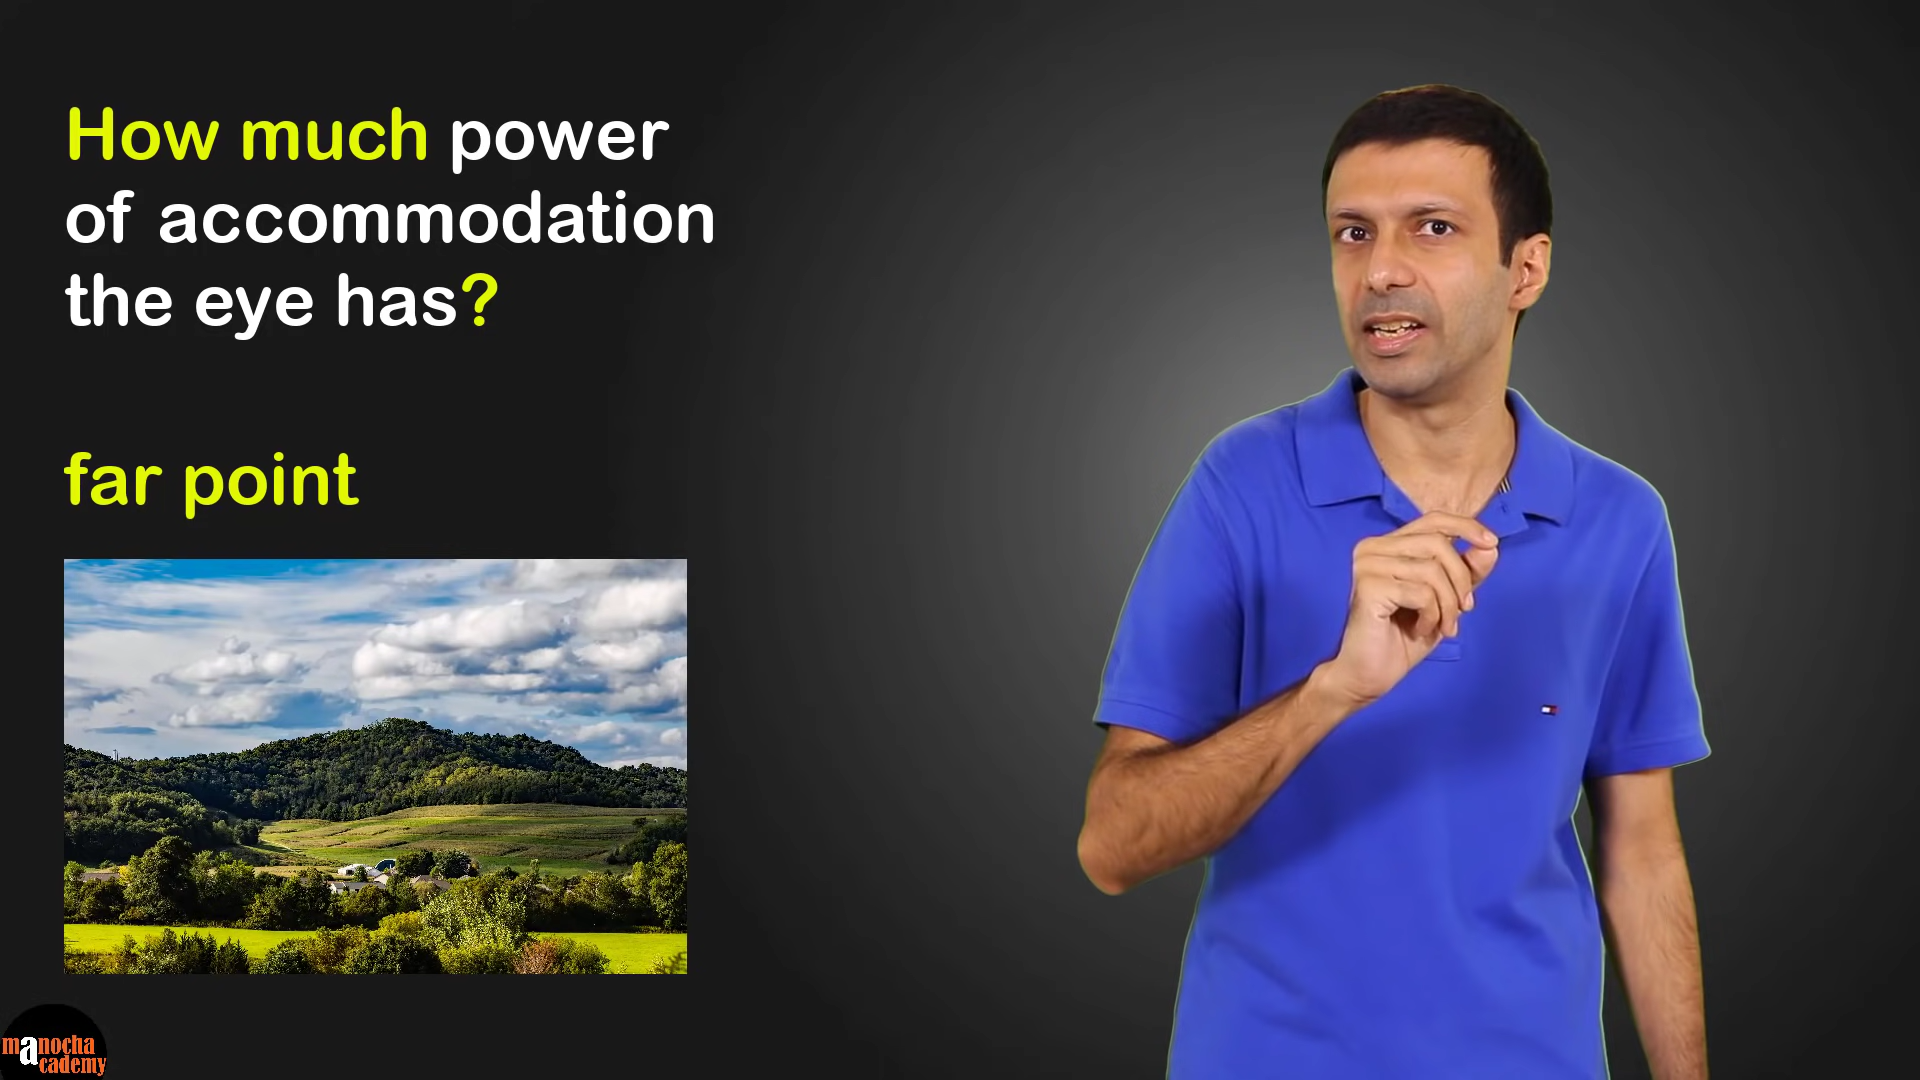 How much power
of accommodation
the eye has?
far point
manocha
academy